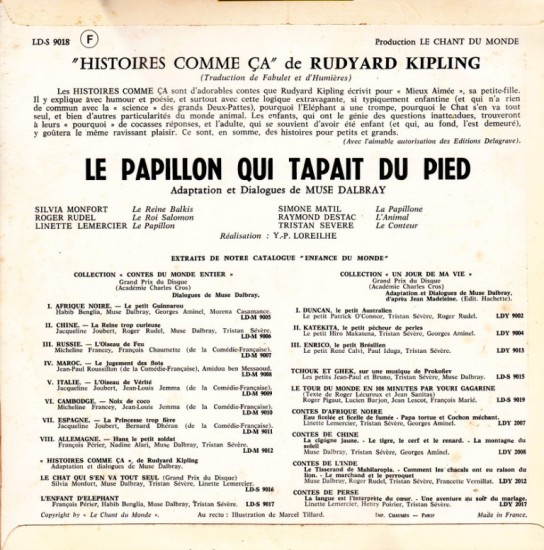 LD-S 9018 F
Production LE CHANT DU MONDE
"HISTOIRES COMME ÇA" de RUDYARD KIPLING
(Traduction de Fabulet et d'Humières)
Les HISTOIRES COMME ÇA sont d'adorables contes que Rudyard Kipling écrivit pour « Mieux Aimée », sa petite-fille.
Il y explique avec humour et poésie, et surtout avec cette logique extravagante, si typiquement enfantine (et qui n'a rien
de commun avec la « science » des grands Deux-Pattes), pourquoi l'Eléphant a une trompe, pourquoi le Chat s'en va tout
seul, et bien d'autres particularités du monde animal. Les enfants, qui ont le génie des questions inattendues, trouveront
à leurs « pourquoi » de cocasses réponses, et l'adulte, qui se souvient d'avoir été enfant (et qui, au fond, l'est demeuré),
y goûtera le même ravissant plaisir. Ce sont, en somme, des histoires pour petits et grands.
(Avec l'aimable autorisation des Editions Delagrave).
LE PAPILLON QUI TAPAIT DU PIED
Adaptation et Dialogues de MUSE DALBRAY
SILVIA MONFORT Le Reine Balkis
ROGER RUDEL Le Roi Salomon
LINETTE LEMERCIER Le Papillon
SIMONE MATIL La Papillone
RAYMOND DESTAC L'Animal
TRISTAN SEVERE Le Conteur
Réalisation : Y.-P. LOREILHE
EXTRAITS DE NOTRE CATALOGUE "ENFANCE DU MONDE"
COLLECTION « CONTES DU MONDE ENTIER »
Grand Prix du Disque
(Académie Charles Cros)
Dialogues de Muse Dalbray.
I. AFRIQUE NOIRE. — Le petit Guinnarou
Habib Benglia, Muse Dalbray, Georges Aminel, Morena Casamance.
LD-M 9005
II. CHINE. — La Reine trop curieuse
Jacqueline Joubert, Roger Rudel, Muse Dalbray, Tristan Sévère.
LD-M 9006
III. RUSSIE. — L'Oiseau de Feu
Micheline Francey, François Chaumette (de la Comédie-Française).
LD-M 9007
IV. MAROC. — Le jugement des Bots
Jean-Paul Roussillon (de la Comédie-Française), Amidou ben Messaoud.
LD-M 9008
V. ITALIE. — L'Oiseau de Vérité
Jacqueline Joubert, Jean-Louis Jemma (de la Comédie-Française).
LD-M 9009
VI. CAMBODGE. — Noix de coco
Micheline Francey, Jean-Louis Jemma (de la Comédie-Française).
LD-M 9010
VII. ESPAGNE. — La Princesse trop fière
Jacqueline Joubert, Bernard Dhéran (de la Comédie-Française).
LD-M 9011
VIII. ALLEMAGNE. — Hans le petit soldat
François Périer, Nadine Alari, Muse Dalbray, Tristan Sévère.
LD-M 9012
« HISTOIRES COMME ÇA », de Rudyard Kipling
Adaptation et dialogues de Muse Dalbray.
LE CHAT QUI S'EN VA TOUT SEUL (Grand Prix du Disque)
Silvia Monfort, Muse Dalbray, Tristan Sévère, Linette Lemercier.
LD-S 9016
L'ENFANT D'ELEPHANT
François Périer, Habib Benglia, Muse Dalbray, Tristan Sévère. LD-S 9017
COLLECTION « UN JOUR DE MA VIE »
Grand Prix du Disque
(Académie Charles Cros)
Adaptation et Dialogues de Muse Dalbray,
d'après Jean Madeleine. (Edit. Hachette).
I. DUNCAN, le petit Australien
Le petit Patrick O'Connor, Tristan Sévère, Roger Rudel. LDY 9002
II. KATEKITA, le petit pêcheur de perles
Le petit Hiro Makatena, Tristan Sévère, Georges Aminel. LDY 9004
III. ENRICO, le petit Brésilien
Le petit René Calvi, Paul Iduga, Tristan Sévère. LDY 9013
TCHOUK ET GHEK, sur une musique de Prokofiev
Les petits Jean-Paul et Bruno, Tristan Sévère, Muse Dalbray.
LD-S 9015
LE TOUR DU MONDE EN 108 MINUTES PAR YOURI GAGARINE
(Texte de Roger Lécureux et Jean Sanitas)
Roger Pigaut, Lucien Burjon, Jean Lescot, François Marié. LD-S 9019
CONTES D'AFRIQUE NOIRE
Eau fiolée et ficelle de fumée - Papa tortue et Cochon méchant.
Linette Lemercier, Tristan Sévère, Georges Aminel. LDY 2007
CONTES DE CHINE
La cigogne jaune. - Le tigre, le cerf et le renard. - La montagne du
soleil
Muse Dalbray, Tristan Sévère, Georges Aminel. LDY 2008
CONTES DE L'INDE
Le Tisserand de Mahilaropia. - Comment les chacals ont eu raison du
lion. - Le marchand et le perroquet
Muse Dalbray, Roger Rudel, Tristan Sévère, Francette Vernillat. LDY 2012
CONTES DE PERSE
La langue est l'interprète du cœur. - Une aventure au soir du mariage.
Linette Lemercier, Henri Poirier, Tristan Sévère. LDY 2017
Copyright by « Le Chant du Monde ».
Au recto : Illustration de Marcel Tillard.
Imp. CHAUMÈS - PARIS
Made in France.